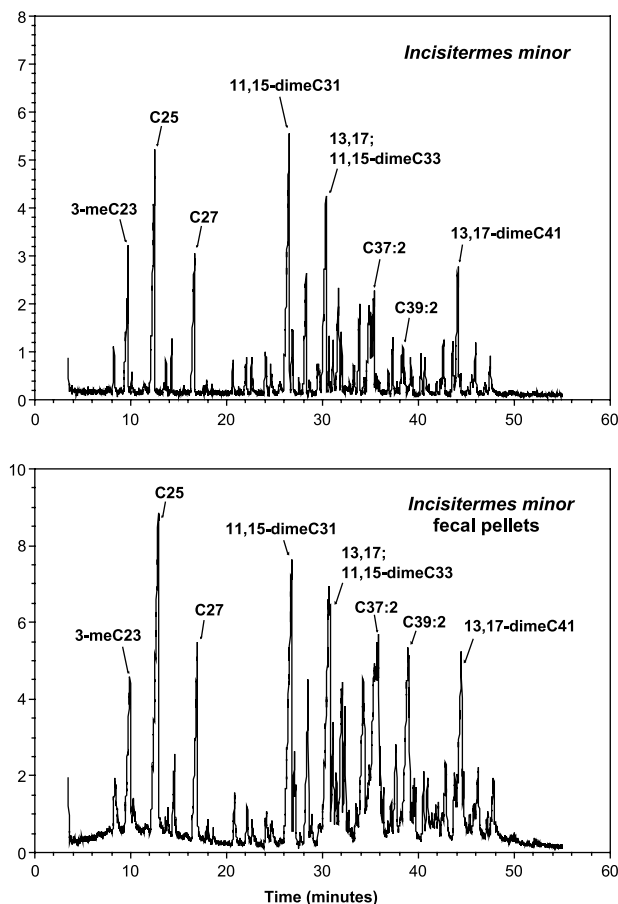 8
Incisitermes minor
7
11,15-dimeC31
6
C25
13,17;
11,15-dimeC33
5
4
3-meC23
C27
C37:2
13,17-dimeC41
3
2
C39:2
1
0
0 10 20 30 40 50 60
10
C25
Incisitermes minor
fecal pellets
11,15-dimeC31
8
13,17;
11,15-dimeC33
C27
C37:2
C39:2
6
3-meC23
13,17-dimeC41
4
2
0
0 10 20 30 40 50 60
Time (minutes)